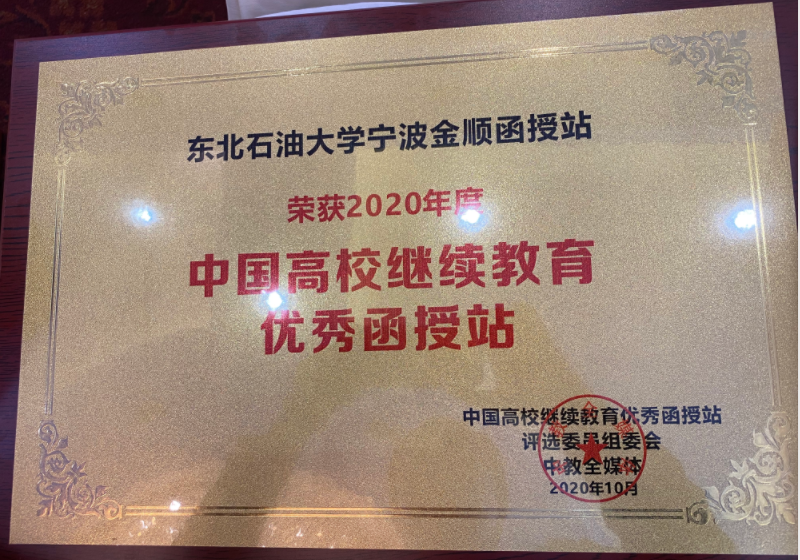 东北石油大学宁波金顺函授站
荣获2020年度
中国高校继续教育
优秀函授站
中国高校继续教育优秀函授站
评选委员组委会
中教全媒体
2020年10月